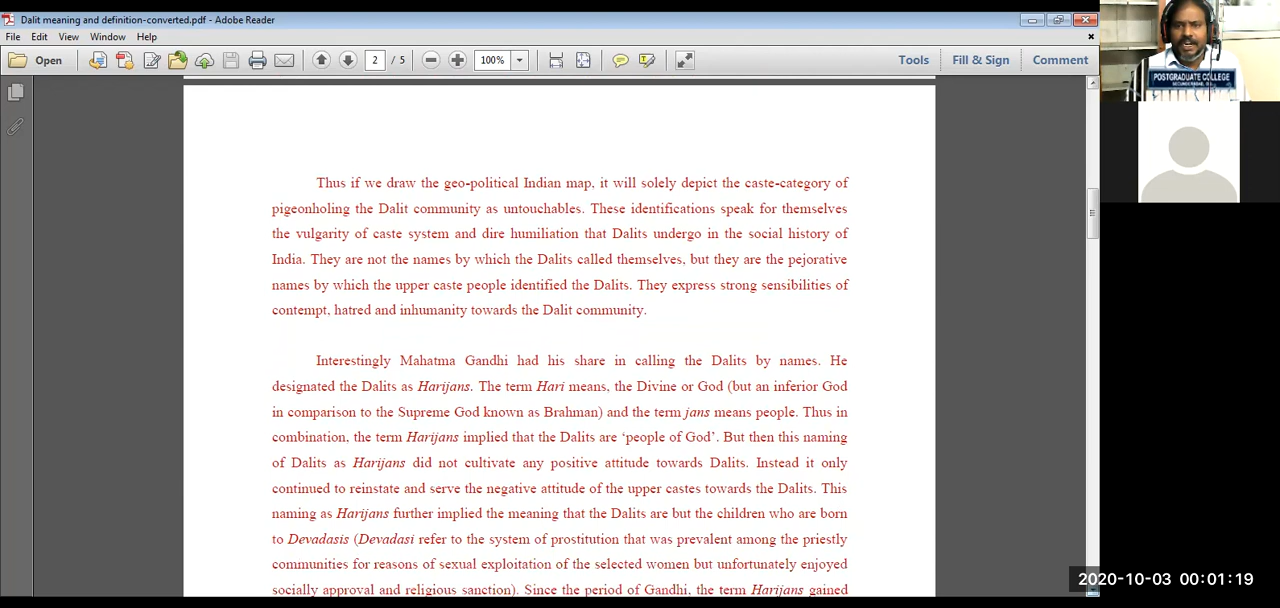 Dalit meaning and definition-converted.pdf - Adobe Reader
File Edit View Window Help
Open 2 / 5 100% Tools Fill & Sign Comment
POSTGRADUATE COLLEGE
Thus if we draw the geo-political Indian map, it will solely depict the caste-category of
pigeonholing the Dalit community as untouchables. These identifications speak for themselves
the vulgarity of caste system and dire humiliation that Dalits undergo in the social history of
India. They are not the names by which the Dalits called themselves, but they are the pejorative
names by which the upper caste people identified the Dalits. They express strong sensibilities of
contempt, hatred and inhumanity towards the Dalit community.
Interestingly Mahatma Gandhi had his share in calling the Dalits by names. He
designated the Dalits as Harijans. The term Hari means, the Divine or God (but an inferior God
in comparison to the Supreme God known as Brahman) and the term jans means people. Thus in
combination, the term Harijans implied that the Dalits are ‘people of God’. But then this naming
of Dalits as Harijans did not cultivate any positive attitude towards Dalits. Instead it only
continued to reinstate and serve the negative attitude of the upper castes towards the Dalits. This
naming as Harijans further implied the meaning that the Dalits are but the children who are born
to Devadasis (Devadasi refer to the system of prostitution that was prevalent among the priestly
communities for reasons of sexual exploitation of the selected women but unfortunately enjoyed
socially approval and religious sanction). Since the period of Gandhi, the term Harijans gained
2020-10-03 00:01:19